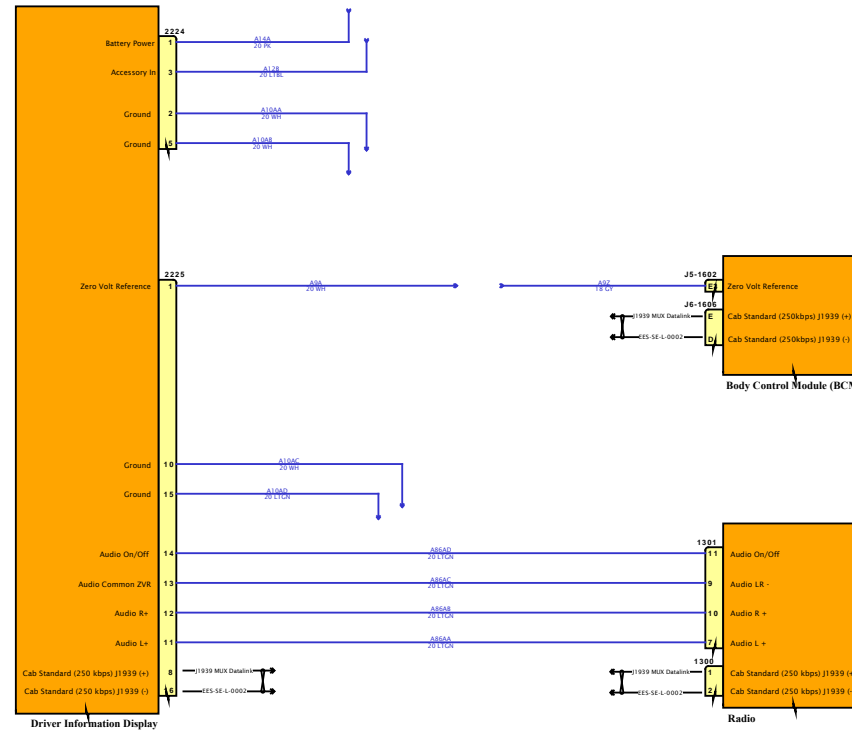 2224
Battery Power 1 A14A
20 PK
Accessory In 3 A128
20 LTBL
Ground 2 A10AA
20 WH
Ground 5 A10AB
20 WH
2225
Zero Volt Reference 1 A9A
20 WH
A9Z
18 GY
J5-1602
E3 Zero Volt Reference
J6-1606
J1939 MUX Datalink E Cab Standard (250kbps) J1939 (+)
EES-SE-L-0002 D Cab Standard (250kbps) J1939 (-)
Body Control Module (BCM
Ground 10 A10AC
20 WH
Ground 15 A10AD
20 LTGN
1301
Audio On/Off 14 A86AD 11 Audio On/Off
20 LTGN
Audio Common ZVR 13 A86AC 9 Audio LR -
20 LTGN
Audio R+ 12 A86AB 10 Audio R +
20 LTGN
Audio L+ 11 A86AA 7 Audio L +
20 LTGN
1300
Cab Standard (250 kbps) J1939 (+) 8 J1939 MUX Datalink J1939 MUX Datalink 1 Cab Standard (250 kbps) J1939 (+
Cab Standard (250 kbps) J1939 (-) 16 EES-SE-L-0002 EES-SE-L-0002 2 Cab Standard (250 kbps) J1939 (-
Driver Information Display
Radio